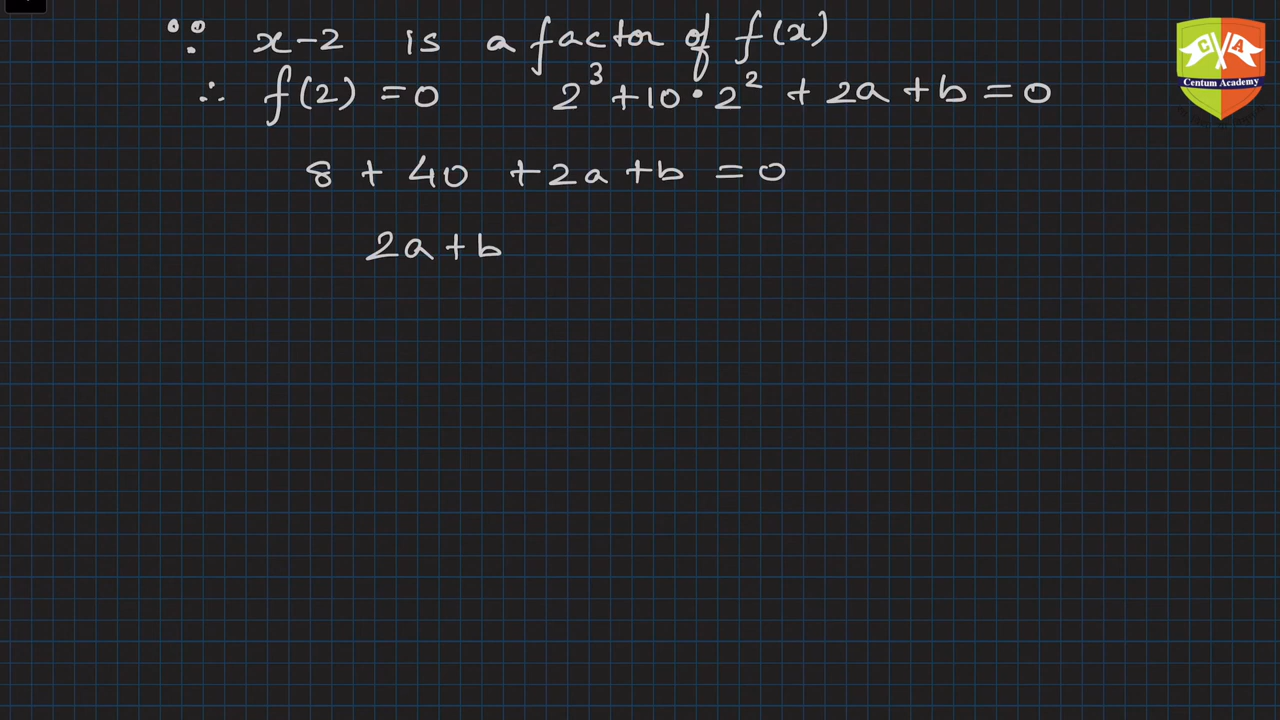 ∵ x-2 is a factor of f(x)
∴ f(2) = 0 2³ + 10 · 2² + 2a + b = 0
8 + 40 + 2a + b = 0
2a + b
C A
Centum Academy